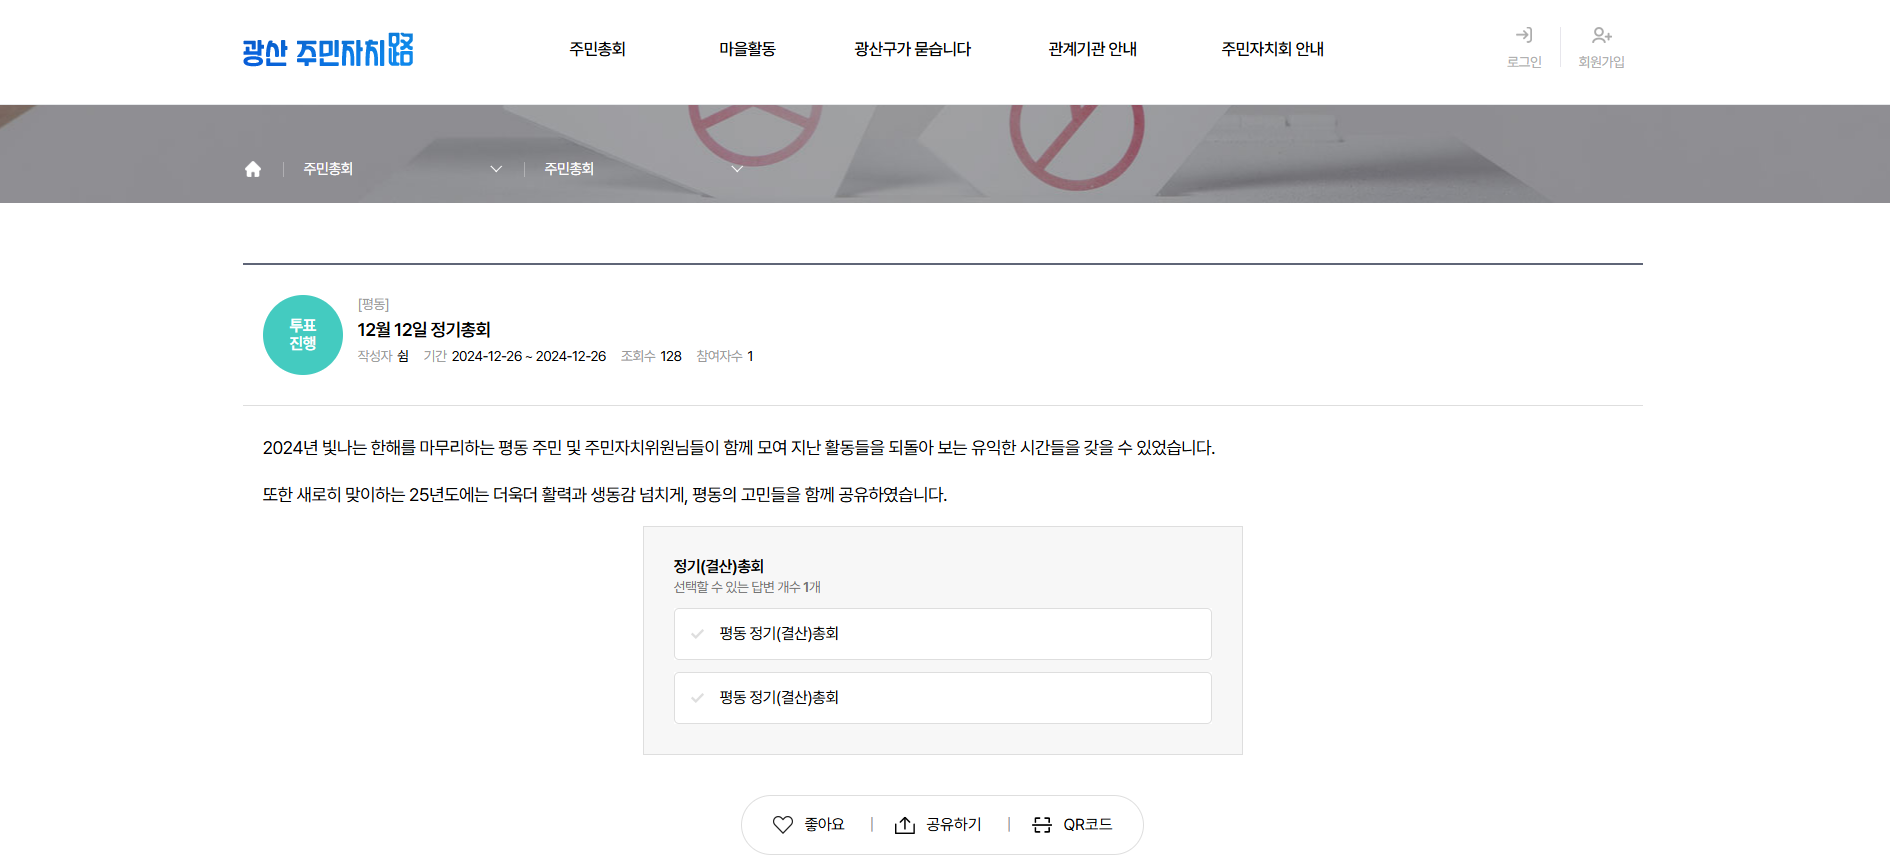 광산 주민자치路
주민총회 마을활동 광산구가 묻습니다 관계기관 안내 주민자치회 안내
로그인 회원가입
주민총회 주민총회
투표
진행
[평동]
12월 12일 정기총회
작성자 쉼 기간 2024-12-26 ~ 2024-12-26 조회수 128 참여자수 1
2024년 빛나는 한해를 마무리하는 평동 주민 및 주민자치위원님들이 함께 모여 지난 활동들을 되돌아 보는 유익한 시간들을 갖을 수 있었습니다.
또한 새로히 맞이하는 25년도에는 더욱더 활력과 생동감 넘치게, 평동의 고민들을 함께 공유하였습니다.
정기(결산)총회
선택할 수 있는 답변 개수 1개
평동 정기(결산)총회
평동 정기(결산)총회
좋아요 | 공유하기 | QR코드